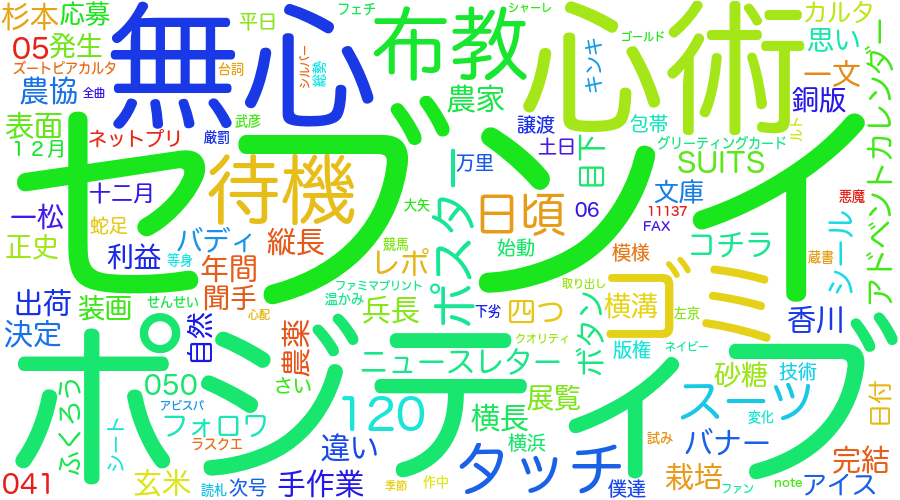 杉本
応募
05
発生
ズートピアカルタ
農協
全曲
表面
12月
ネットプリ
無心
平日
台詞
シルバー
総勢
武彦
厳罰
フェチ
布教
農家
シャーレ
心術
キンキ
ゴールド
カルタ
思い
一文
銅版
譲渡
土日
包帯
グリーティングカード
ルト
目下
SUITS
アドベントカレンダー
セブンイ
待機
十二月
一松
正史
蛇足
利益
バディ
等身
縦長
大矢
競馬
ポスター
万里
日頃
始動
06
文庫
11137
FAX
悪魔
模様
コチラ
蔵書
シール
年間
聞手
レポ
ファミマプリント
温かみ
取り出し
出荷
装画
せんせい
心配
兵長
下劣
四つ
ボタン
横溝
左京
ゴミ
香川
決定
自然
農薬
ポジティブ
ニュースレター
クオリティ
版権
ネイビー
さい
050
アビスパ
フォロワ
ラスクエ
120
横長
展覧
砂糖
技術
スーツ
変化
日付
ふくろう
シート
違い
タッチ
横浜
試み
バナー
完結
041
玄米
読札
次号
手作業
季節
作中
僕達
栽培
ファン
note
アイス